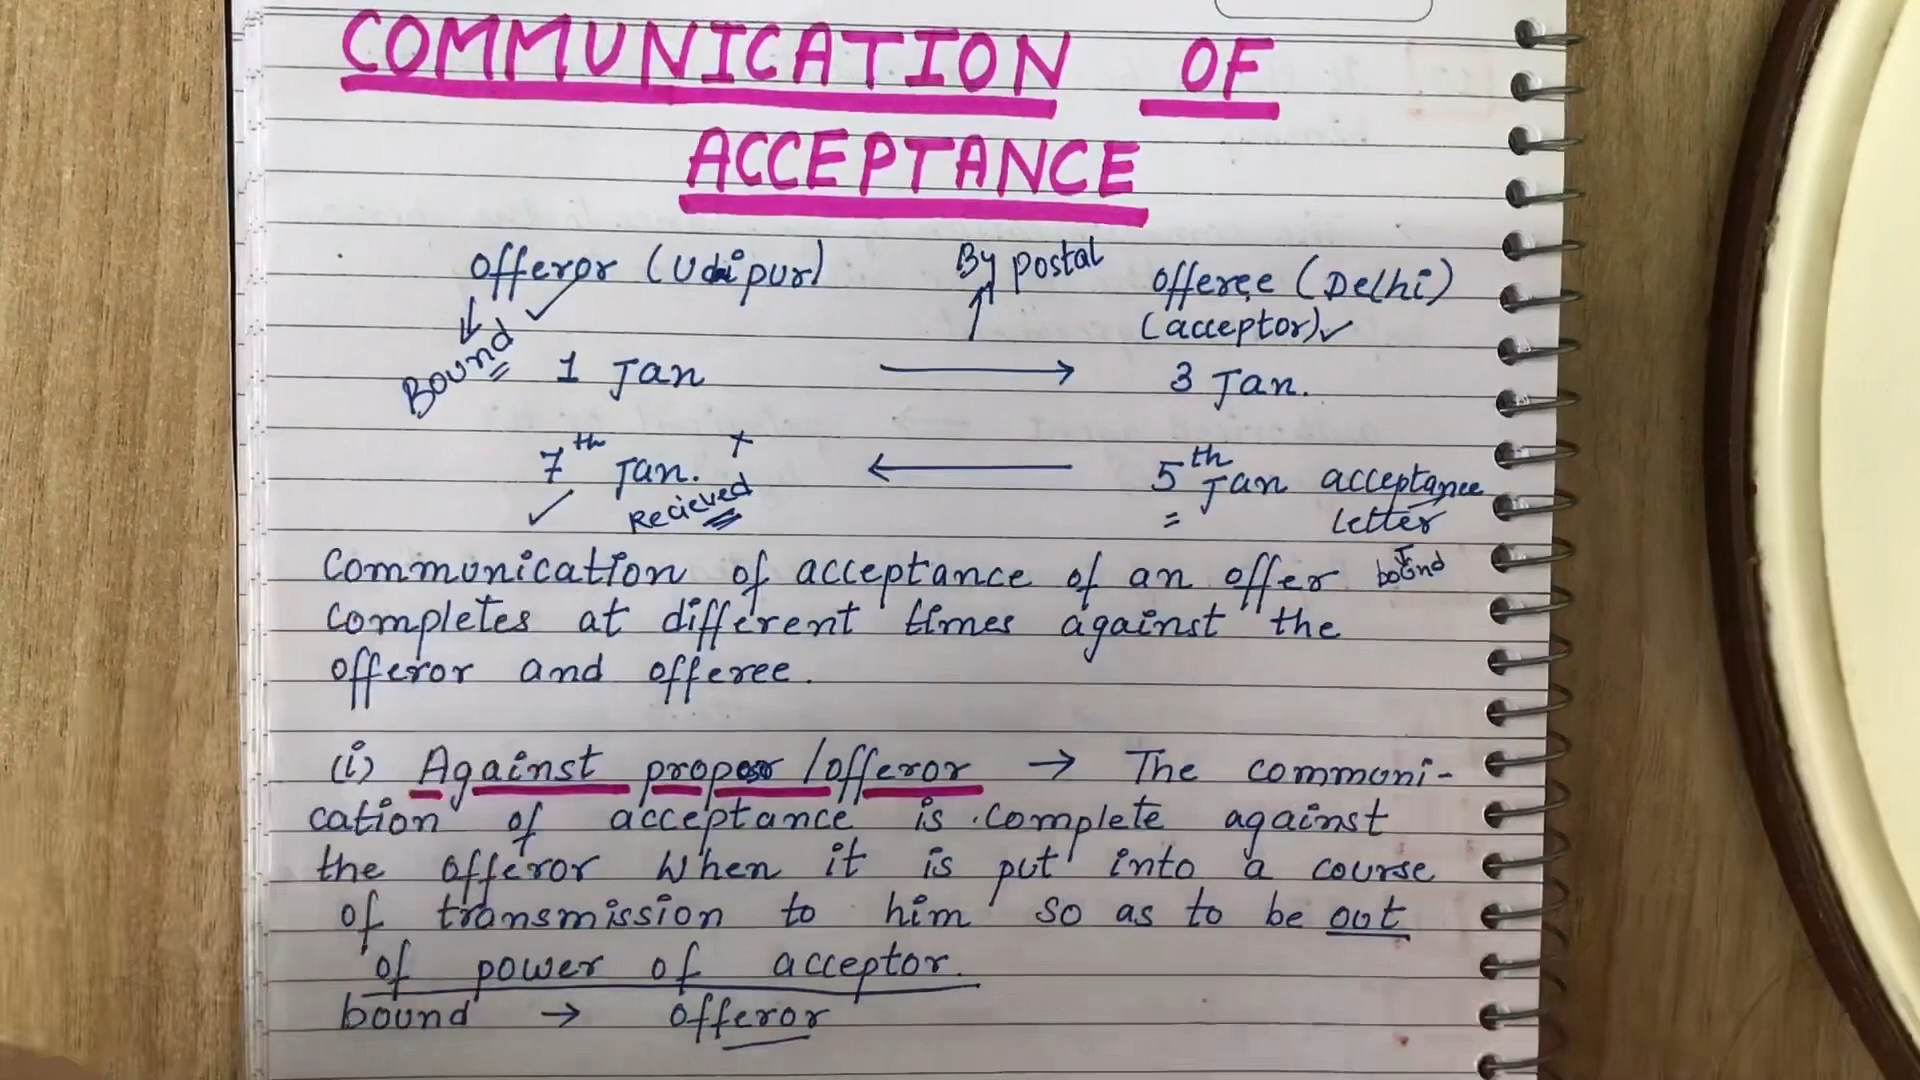 COMMUNICATION OF
ACCEPTANCE
offeror (Udaipur) By postal offeree (Delhi)
(acceptor) ✓
Bound
1 Jan → 3 Jan.
7th Jan. + ← 5th Jan acceptance
Recieved letter
bound
Communication of acceptance of an offer
completes at different times against the
offeror and offeree.
(i) Against proposor / offeror → The communi-
cation of acceptance is complete against
the offeror when it is put into a course
of transmission to him so as to be out
of power of acceptor.
bound → offeror